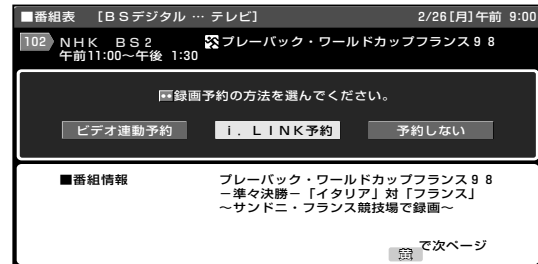 ■番組表　[ＢＳデジタル … テレビ]　2/26[月]午前 9:00
102 ＮＨＫ　ＢＳ２　プレーバック・ワールドカップフランス９８
午前11:00～午後 1:30
録画予約の方法を選んでください。
ビデオ連動予約　ｉ．ＬＩＮＫ予約　予約しない
■番組情報　プレーバック・ワールドカップフランス９８
－準々決勝－「イタリア」対「フランス」
～サンドニ・フランス競技場で録画～
黄 で次ページ